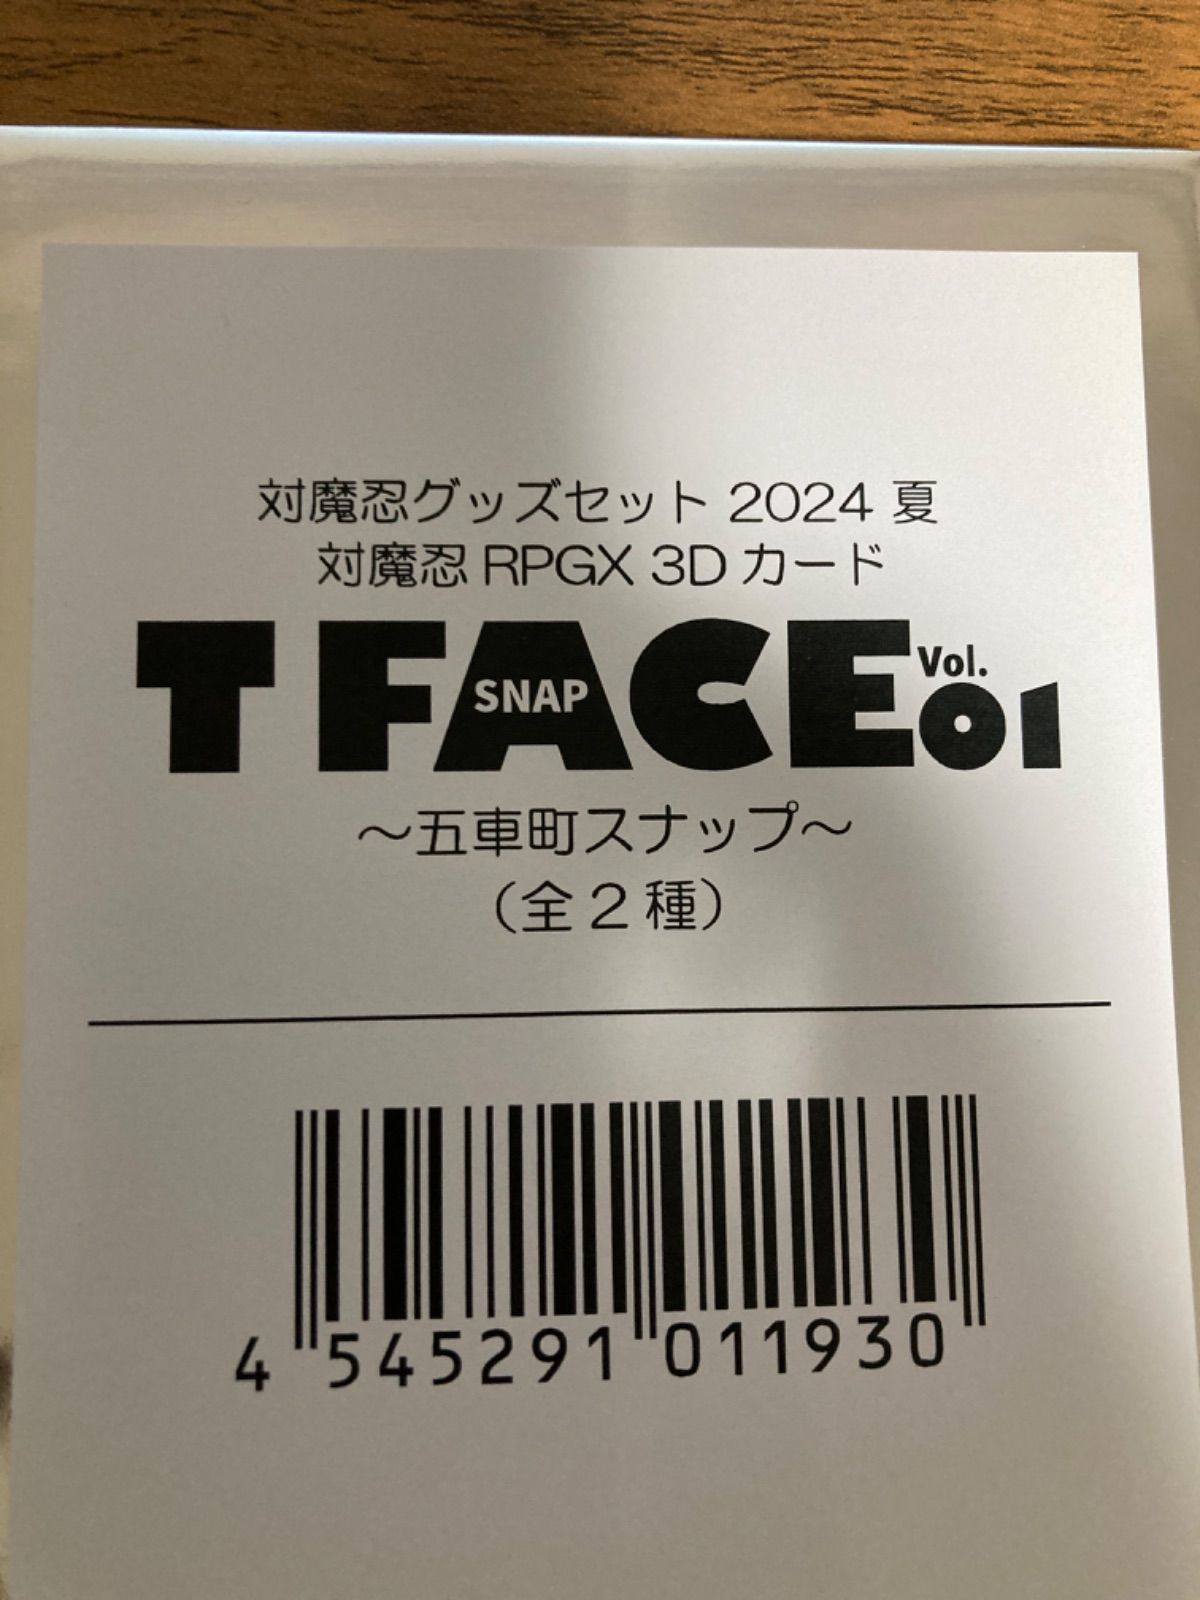 対魔忍グッズセット 2024 夏
対魔忍 RPGX 3D カード
T FACE Vol. 01
SNAP
～五車町スナップ～
（全 2 種）
4 545291 011930